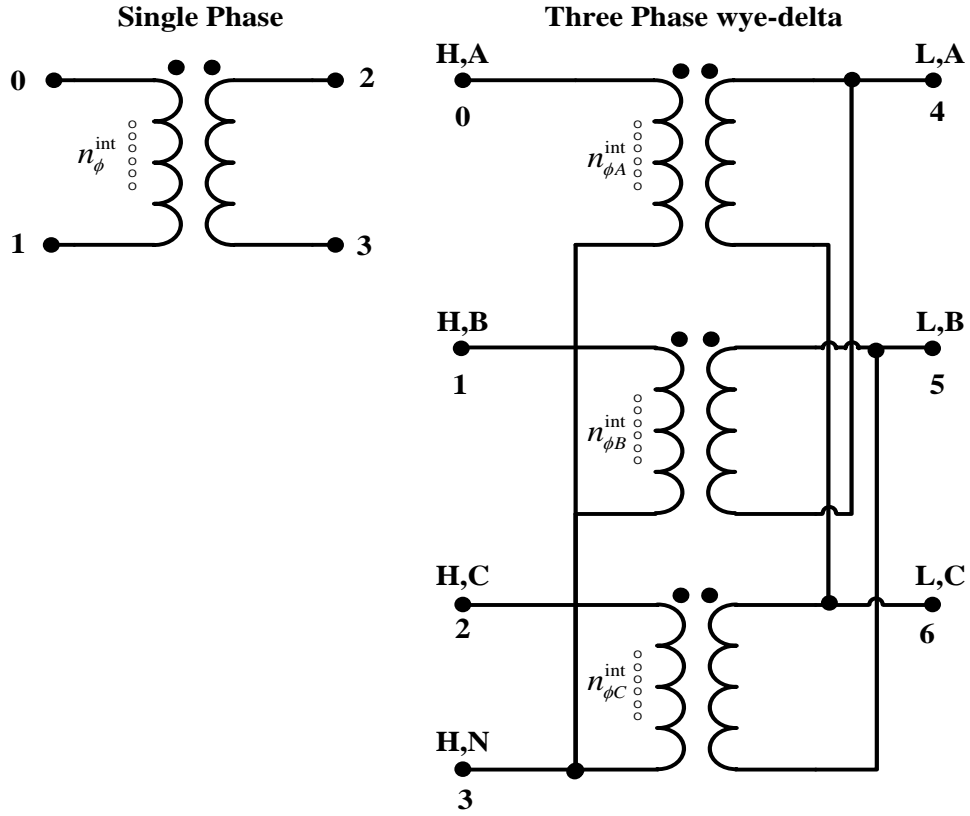 Single Phase
0
2
n_ϕ^int
1
3
Three Phase wye-delta
H,A
L,A
0
4
n_ϕA^int
H,B
L,B
1
5
n_ϕB^int
H,C
L,C
2
6
n_ϕC^int
H,N
3